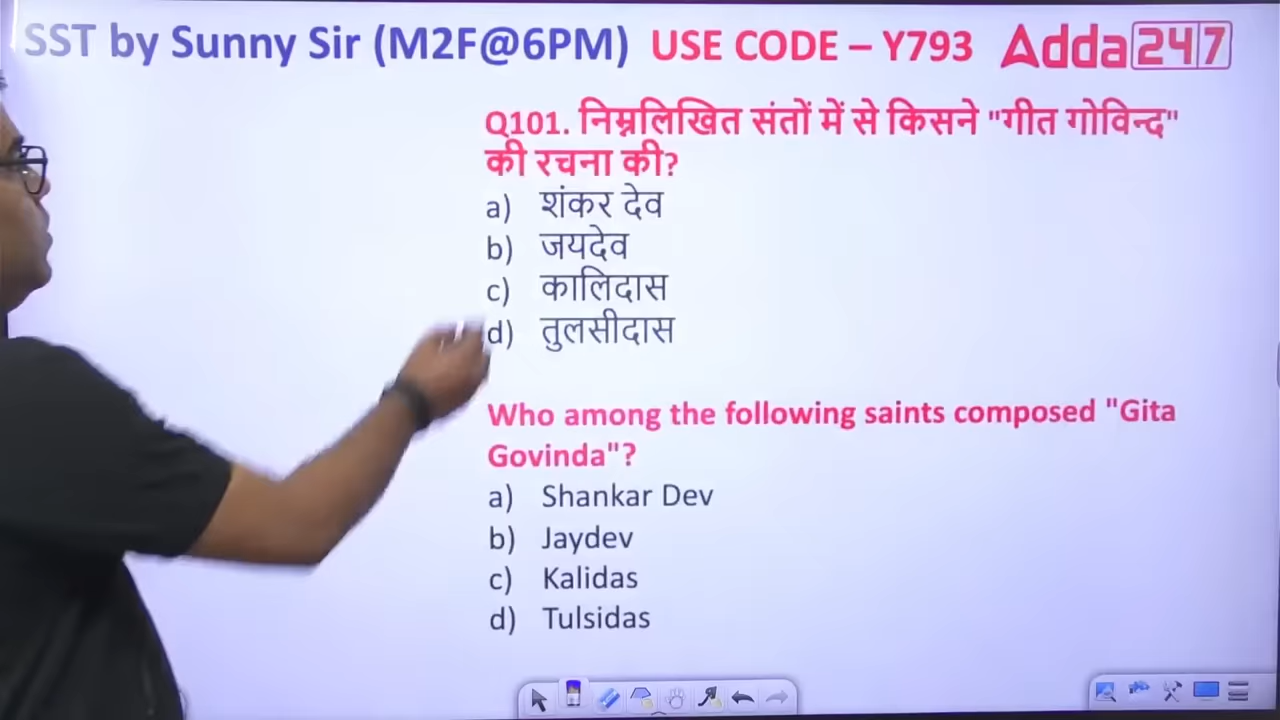 SST by Sunny Sir (M2F@6PM) USE CODE – Y793 Adda247
Q101. निम्नलिखित संतों में से किसने "गीत गोविन्द"
की रचना की?
a) शंकर देव
b) जयदेव
c) कालिदास
d) तुलसीदास
Who among the following saints composed "Gita
Govinda"?
a) Shankar Dev
b) Jaydev
c) Kalidas
d) Tulsidas